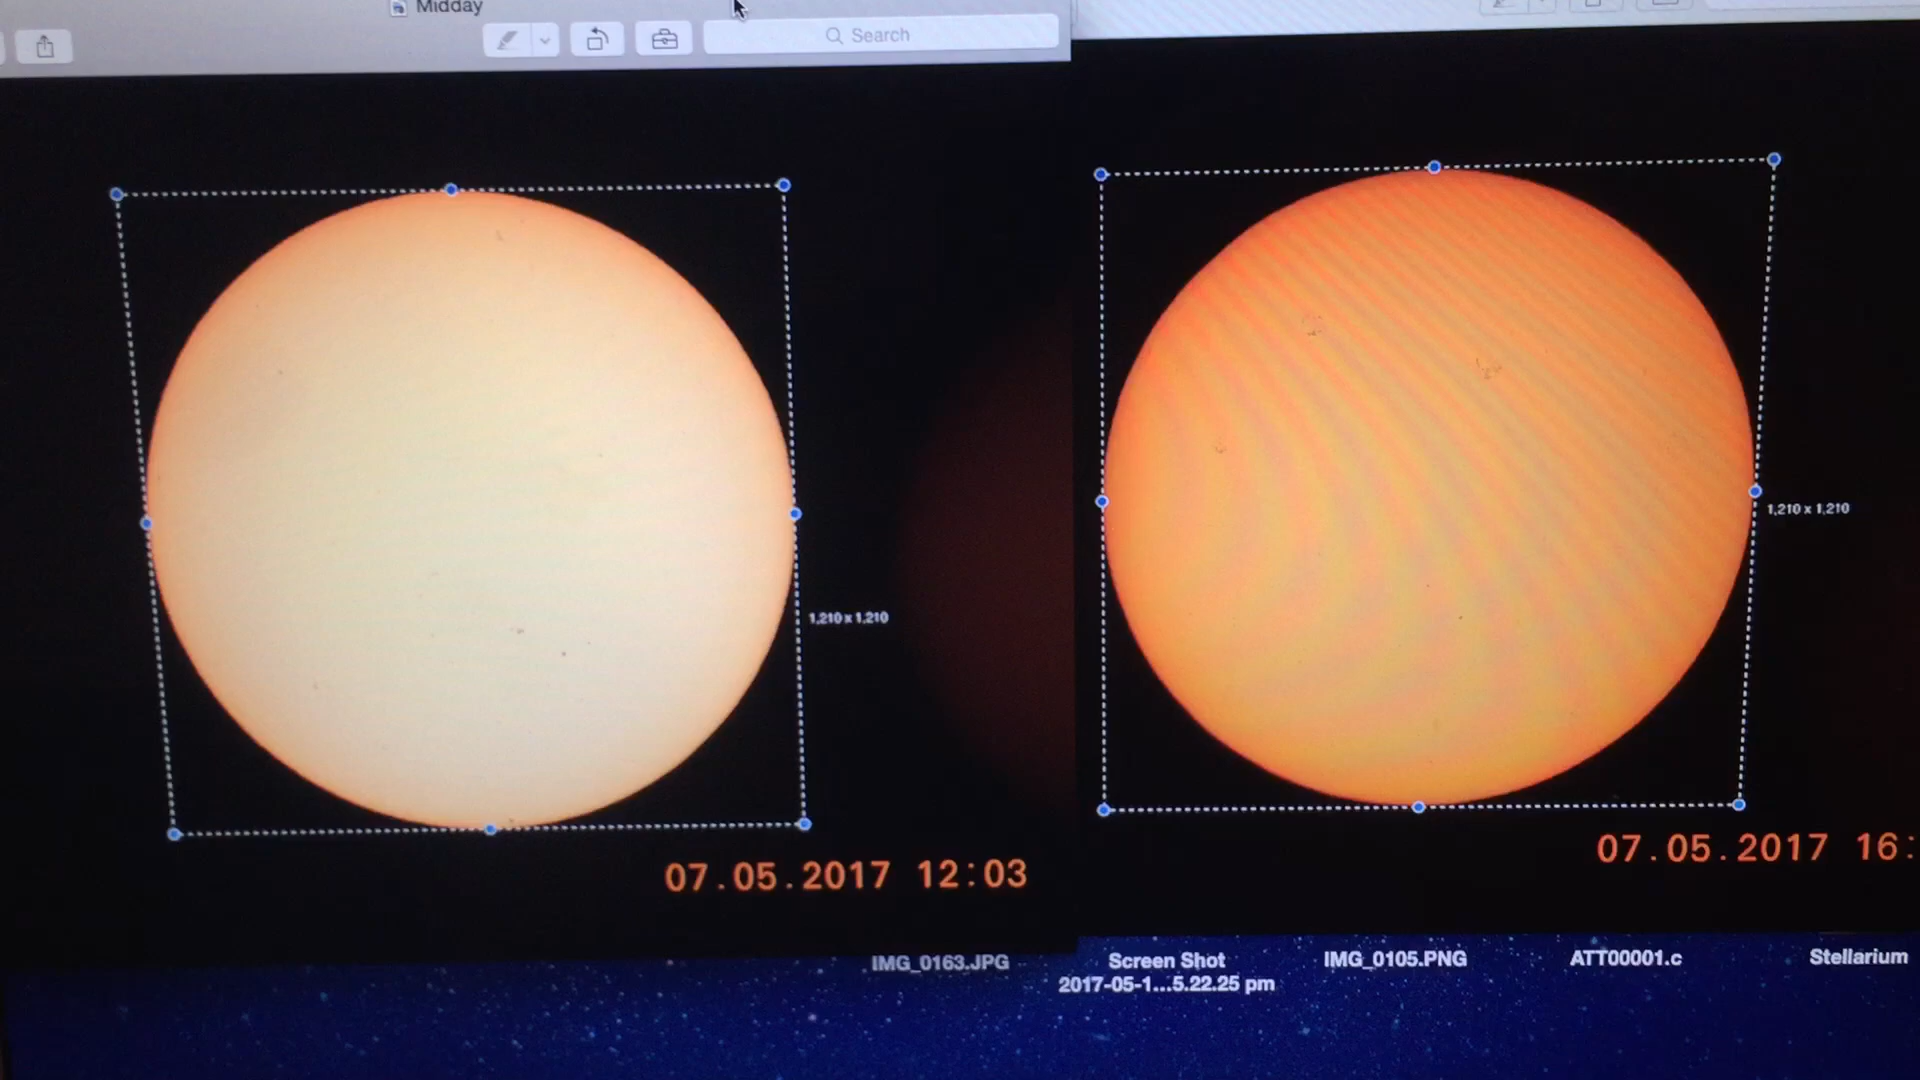 Midday
Search
1,210 x 1,210
1,210 x 1,210
07.05.2017 12:03
07.05.2017 16:
IMG_0163.JPG
Screen Shot
2017-05-1...5.22.25 pm
IMG_0105.PNG
ATT00001.c
Stellarium